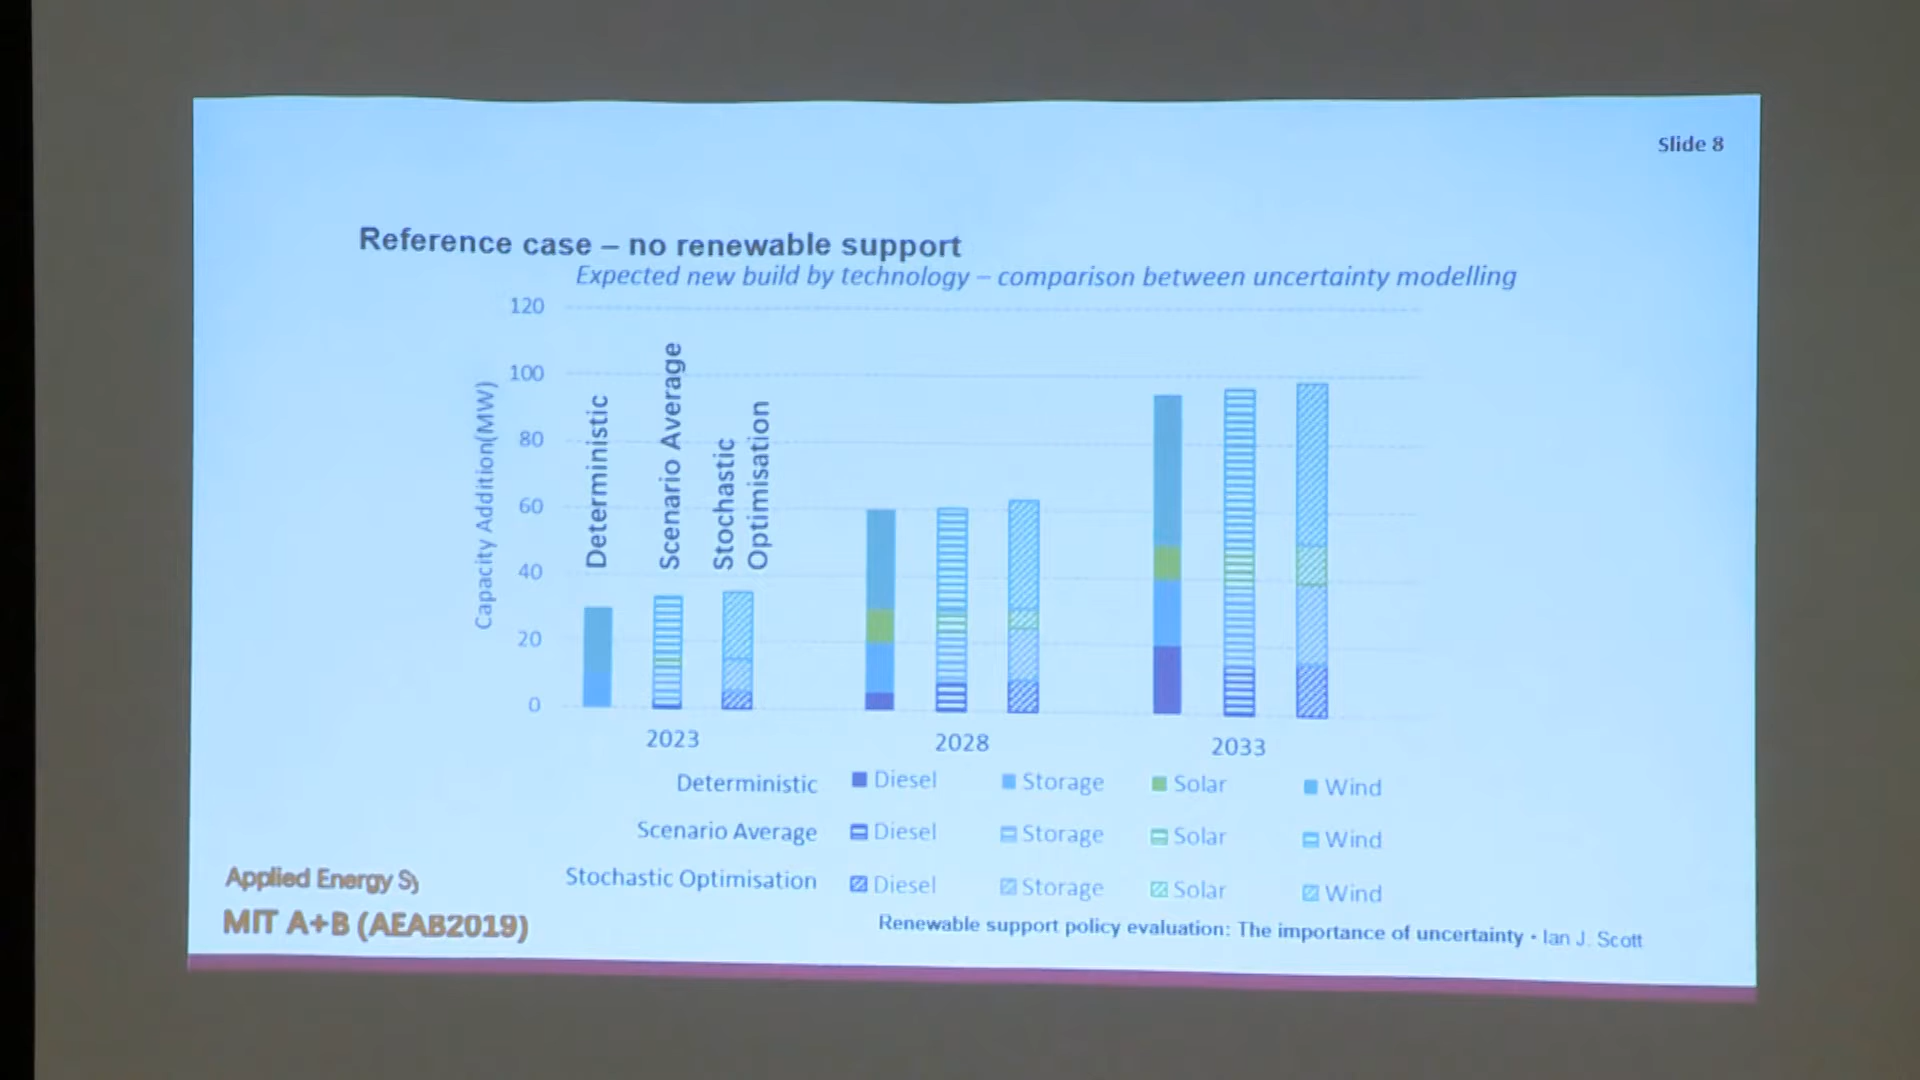 Slide 8
Reference case – no renewable support
Expected new build by technology – comparison between uncertainty modelling
Capacity Addition(MW)
120
100
80
60
40
20
0
Deterministic
Scenario Average
Stochastic
Optimisation
2023 2028 2033
Deterministic Diesel Storage Solar Wind
Scenario Average Diesel Storage Solar Wind
Stochastic Optimisation Diesel Storage Solar Wind
Applied Energy Sy
MIT A+B (AEAB2019)
Renewable support policy evaluation: The importance of uncertainty • Ian J. Scott